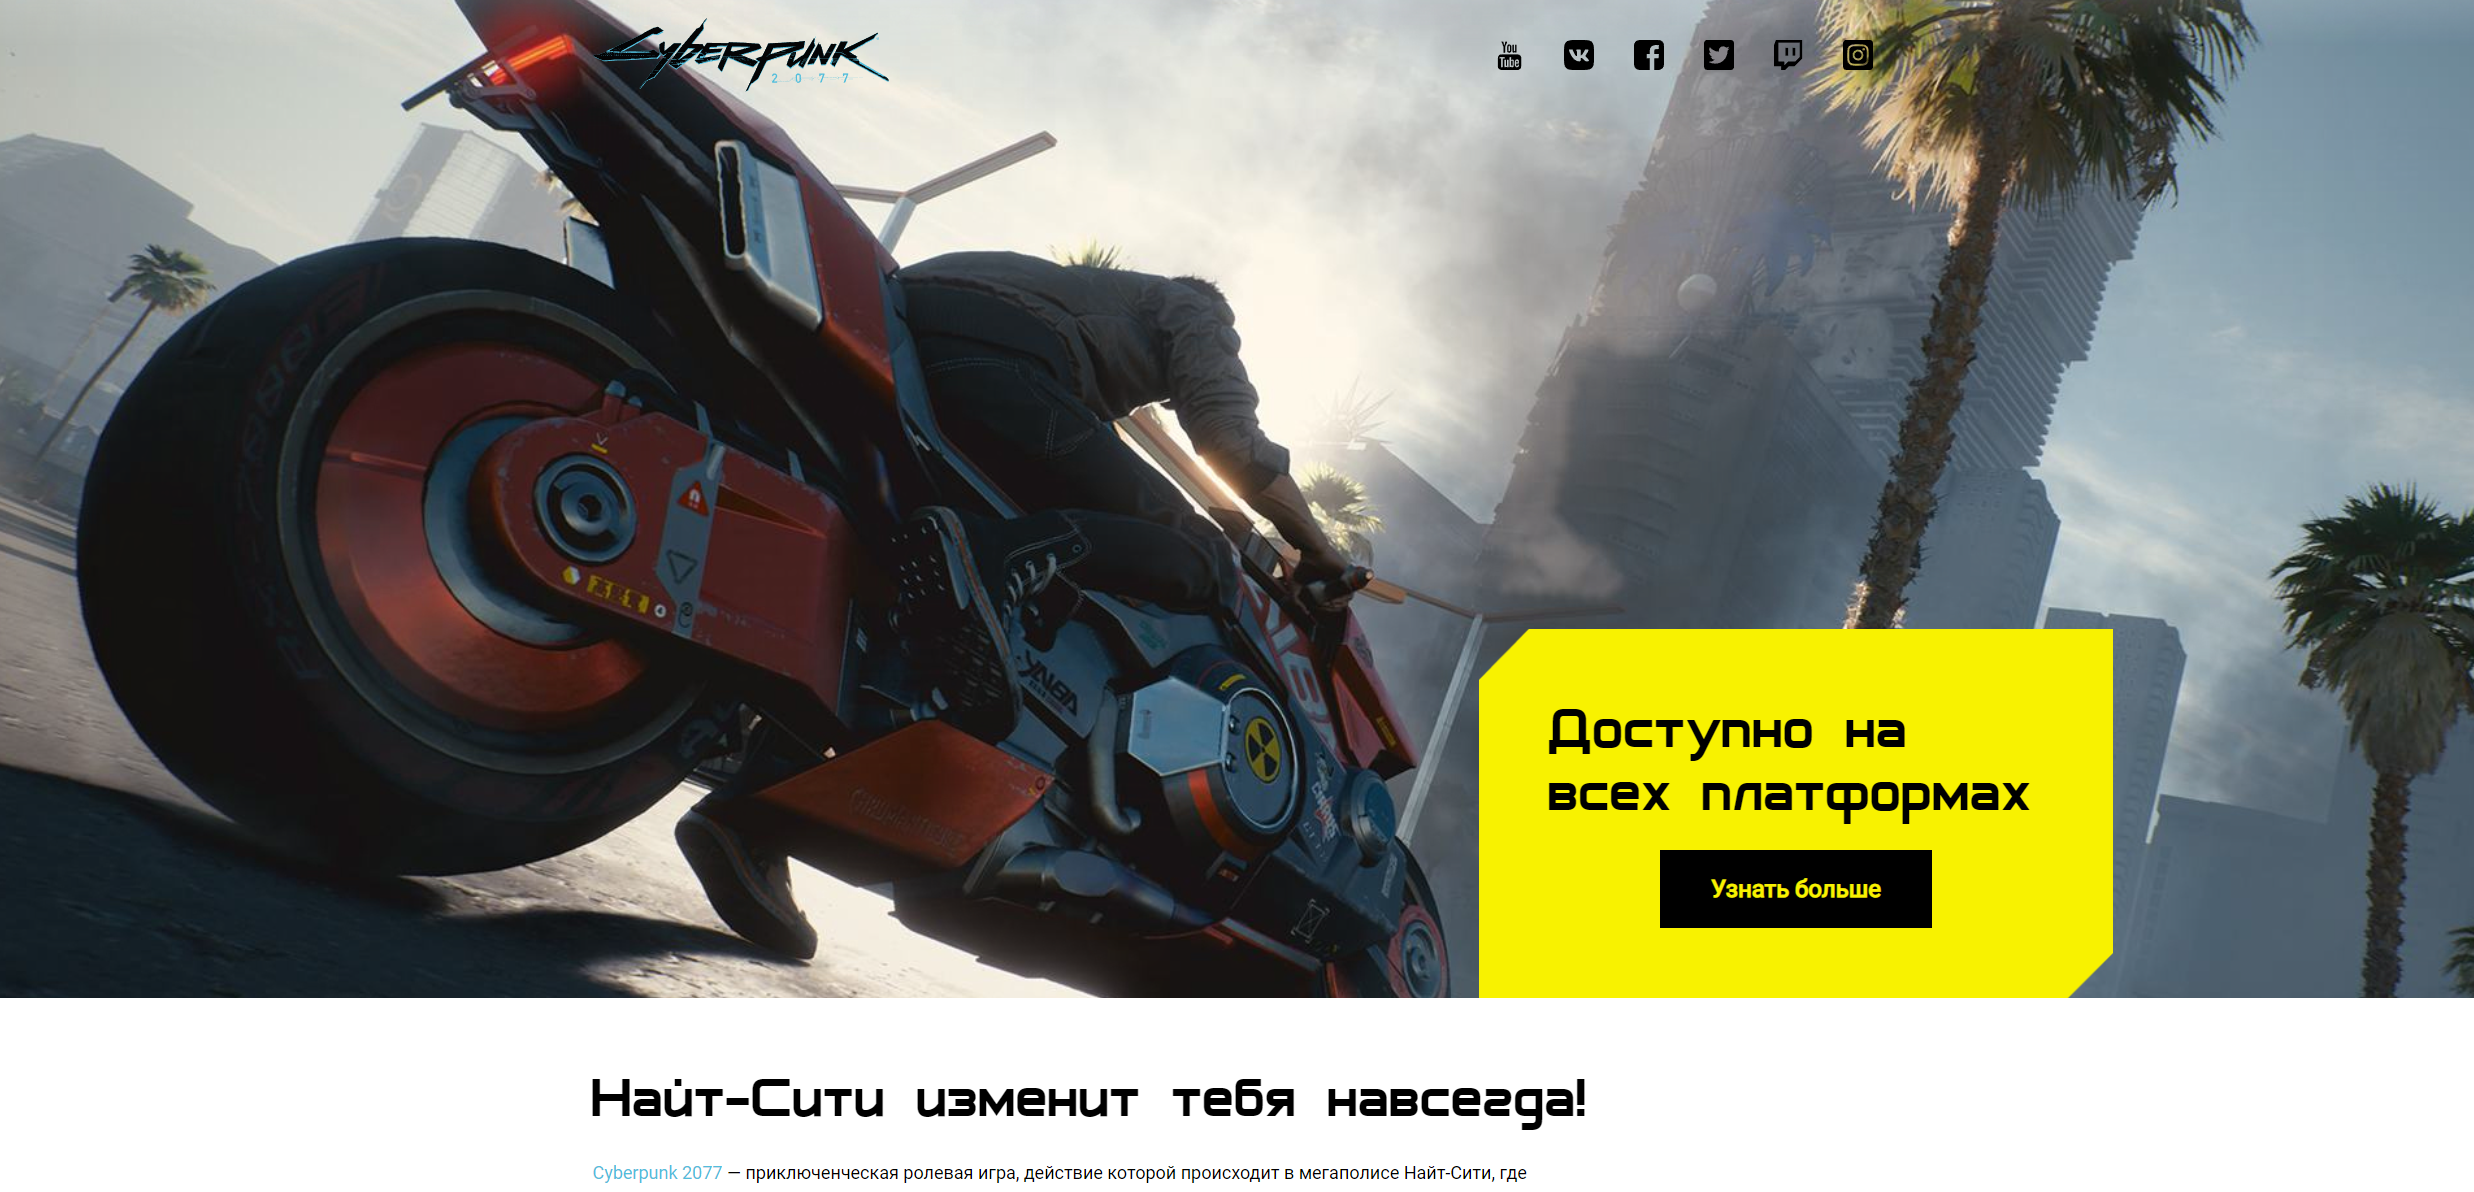 CYBERPUNK
2077
You
Tube
Доступно на
всех платформах
Узнать больше
YAIBA
Найт-Сити изменит тебя навсегда!
Cyberpunk 2077 — приключенческая ролевая игра, действие которой происходит в мегаполисе Найт-Сити, где